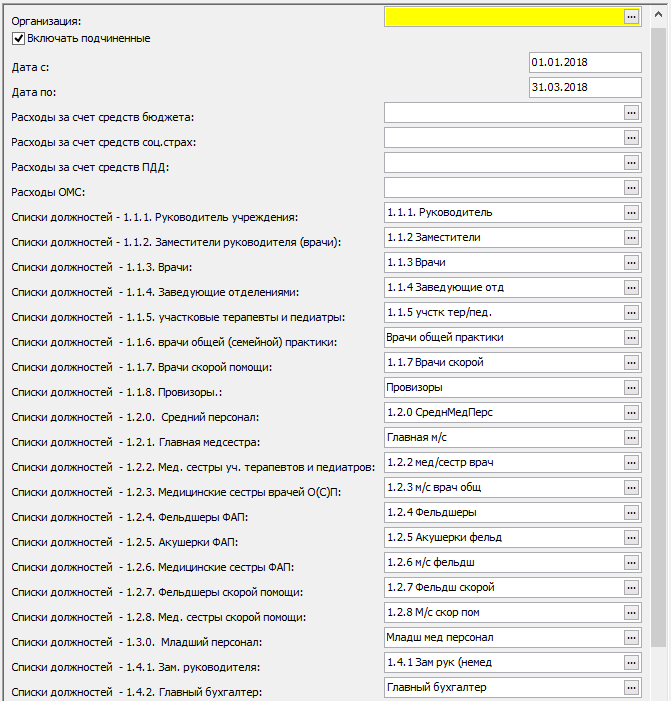 Организация: ...
Включать подчиненные
Дата с: 01.01.2018
Дата по: 31.03.2018
Расходы за счет средств бюджета: ...
Расходы за счет средств соц.страх: ...
Расходы за счет средств ПДД: ...
Расходы ОМС: ...
Списки должностей - 1.1.1. Руководитель учреждения: 1.1.1. Руководитель ...
Списки должностей - 1.1.2. Заместители руководителя (врачи): 1.1.2 Заместители ...
Списки должностей - 1.1.3. Врачи: 1.1.3 Врачи ...
Списки должностей - 1.1.4. Заведующие отделениями: 1.1.4 Заведующие отд ...
Списки должностей - 1.1.5. участковые терапевты и педиатры: 1.1.5 учстк тер/пед. ...
Списки должностей - 1.1.6. врачи общей (семейной) практики: Врачи общей практики ...
Списки должностей - 1.1.7. Врачи скорой помощи: 1.1.7 Врачи скорой ...
Списки должностей - 1.1.8. Провизоры.: Провизоры ...
Списки должностей - 1.2.0. Средний персонал: 1.2.0 СреднМедПерс ...
Списки должностей - 1.2.1. Главная медсестра: Главная м/с ...
Списки должностей - 1.2.2. Мед. сестры уч. терапевтов и педиатров: 1.2.2 мед/сестр врач ...
Списки должностей - 1.2.3. Медицинские сестры врачей О(С)П: 1.2.3 м/с врач общ ...
Списки должностей - 1.2.4. Фельдшеры ФАП: 1.2.4 Фельдшеры ...
Списки должностей - 1.2.5. Акушерки ФАП: 1.2.5 Акушерки фельд ...
Списки должностей - 1.2.6. Медицинские сестры ФАП: 1.2.6 м/с фельдш ...
Списки должностей - 1.2.7. Фельдшеры скорой помощи: 1.2.7 Фельдш скорой ...
Списки должностей - 1.2.8. Мед. сестры скорой помощи: 1.2.8 М/с скор пом ...
Списки должностей - 1.3.0. Младший персонал: Младш мед персонал ...
Списки должностей - 1.4.1. Зам. руководителя: 1.4.1 Зам рук (немед ...
Списки должностей - 1.4.2. Главный бухгалтер: Главный бухгалтер ...